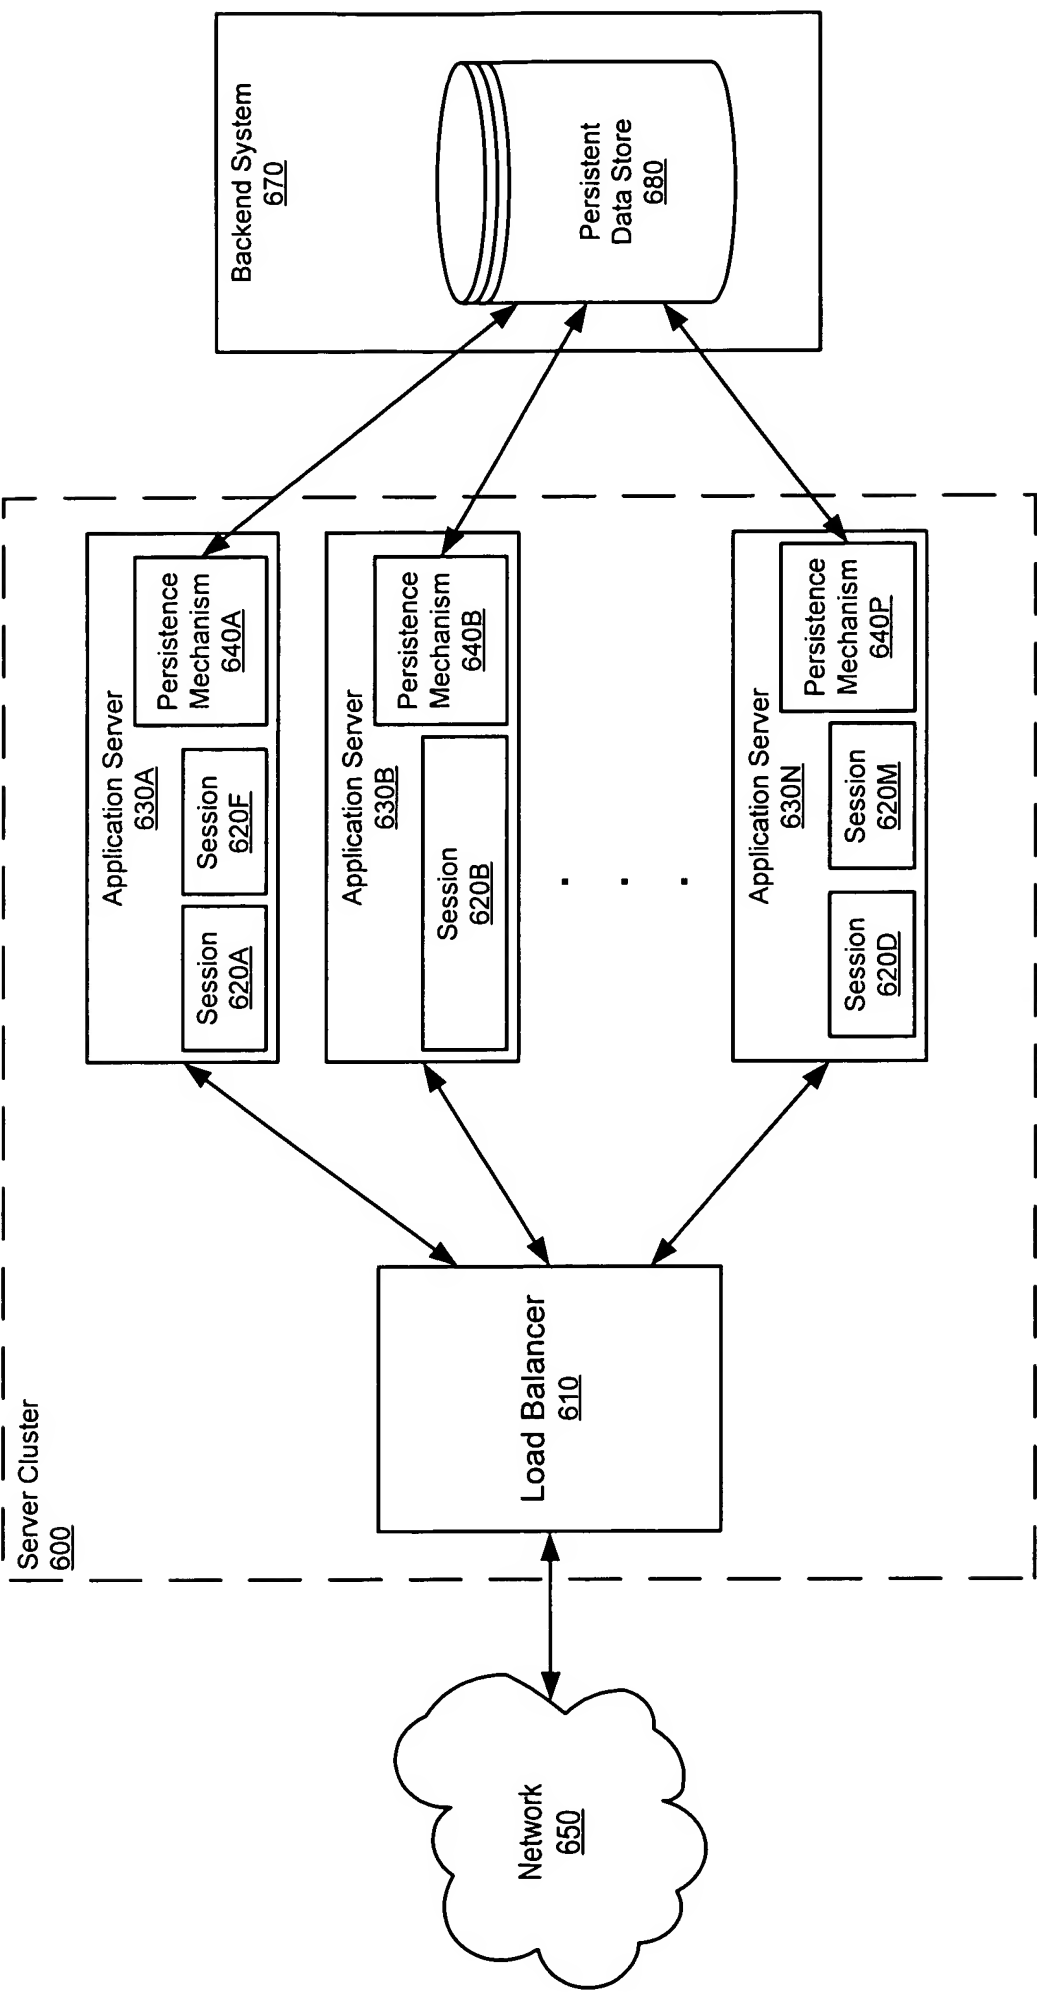 Server Cluster
600
Network
650
Load Balancer
610
Application Server
630A
Session
620A
Session
620F
Persistence
Mechanism
640A
Application Server
630B
Session
620B
Persistence
Mechanism
640B
. . .
Application Server
630N
Session
620D
Session
620M
Persistence
Mechanism
640P
Backend System
670
Persistent
Data Store
680